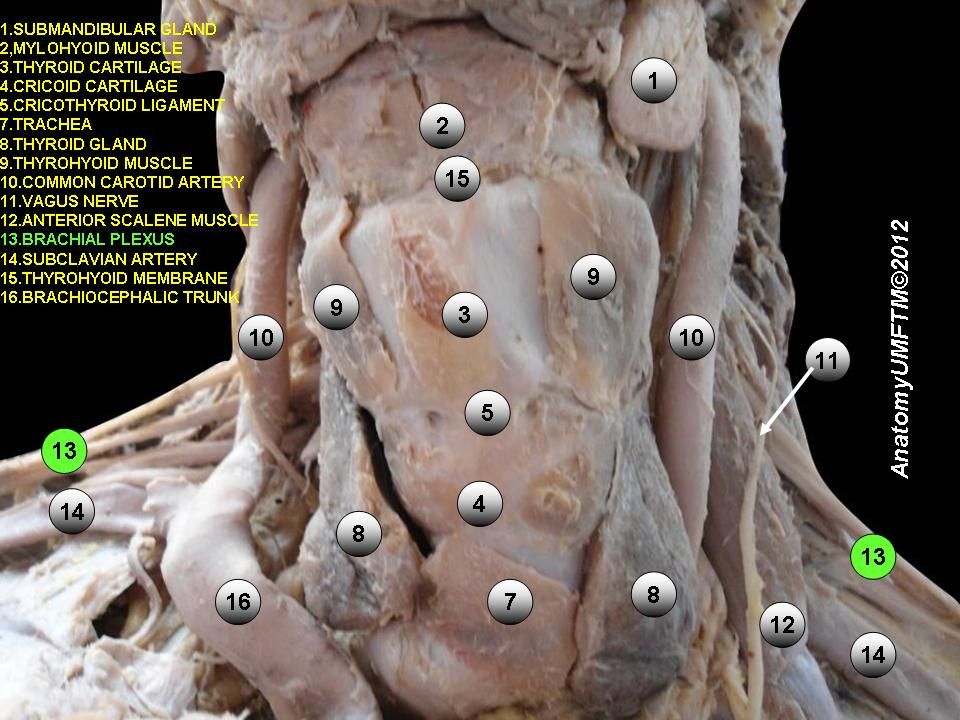 1.SUBMANDIBULAR GLAND
2,MYLOHYOID MUSCLE
3.THYROID CARTILAGE
4.CRICOID CARTILAGE
5.CRICOTHYROID LIGAMENT
7.TRACHEA
8.THYROID GLAND
9.THYROHYOID MUSCLE
10.COMMON CAROTID ARTERY
11.VAGUS NERVE
12.ANTERIOR SCALENE MUSCLE
13.BRACHIAL PLEXUS
14.SUBCLAVIAN ARTERY
15.THYROHYOID MEMBRANE
16.BRACHIOCEPHALIC TRUNK
1
2
15
9
9
3
10
10
11
5
13
14
4
8
13
16
7
8
12
14
AnatomyUMFTM©2012